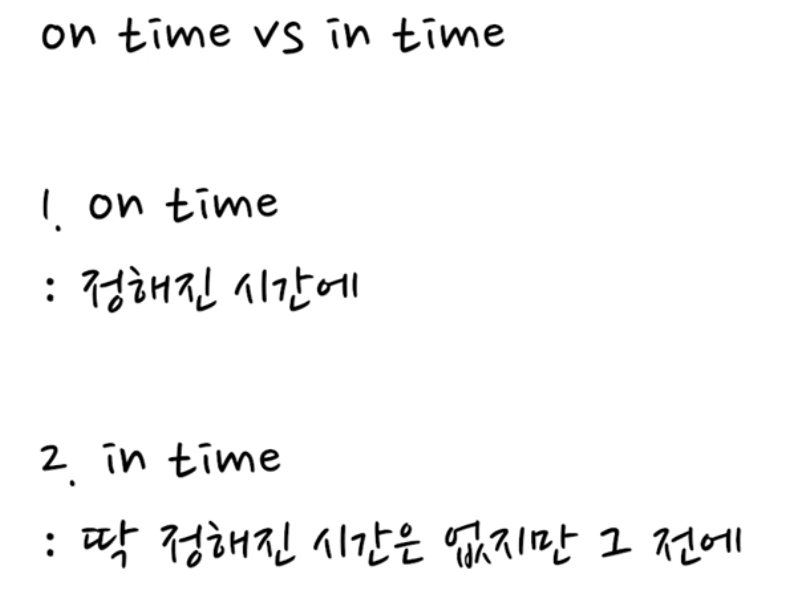 on time vs in time
1. on time
: 정해진 시간에
2. in time
: 딱 정해진 시간은 없지만 그 전에